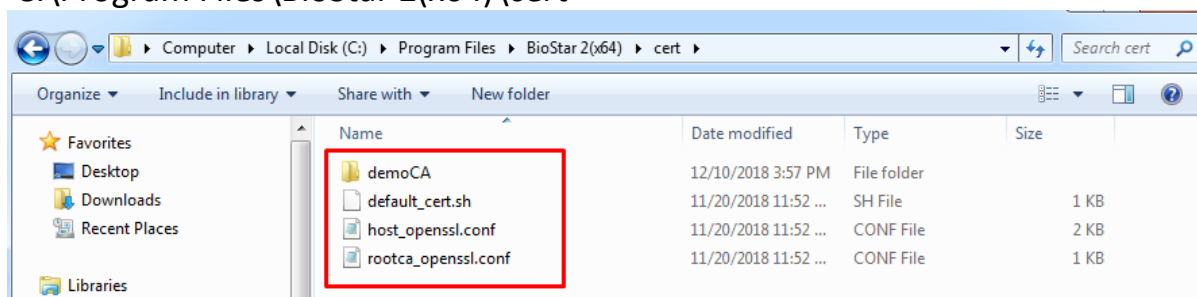 C:\Program Files\BioStar 2(x64)\cert
Computer Local Disk (C:) Program Files BioStar 2(x64) cert Search cert
Organize Include in library Share with New folder
Favorites Name Date modified Type Size
Desktop demoCA 12/10/2018 3:57 PM File folder
Downloads default_cert.sh 11/20/2018 11:52 ... SH File 1 KB
Recent Places host_openssl.conf 11/20/2018 11:52 ... CONF File 2 KB
rootca_openssl.conf 11/20/2018 11:52 ... CONF File 1 KB
Libraries